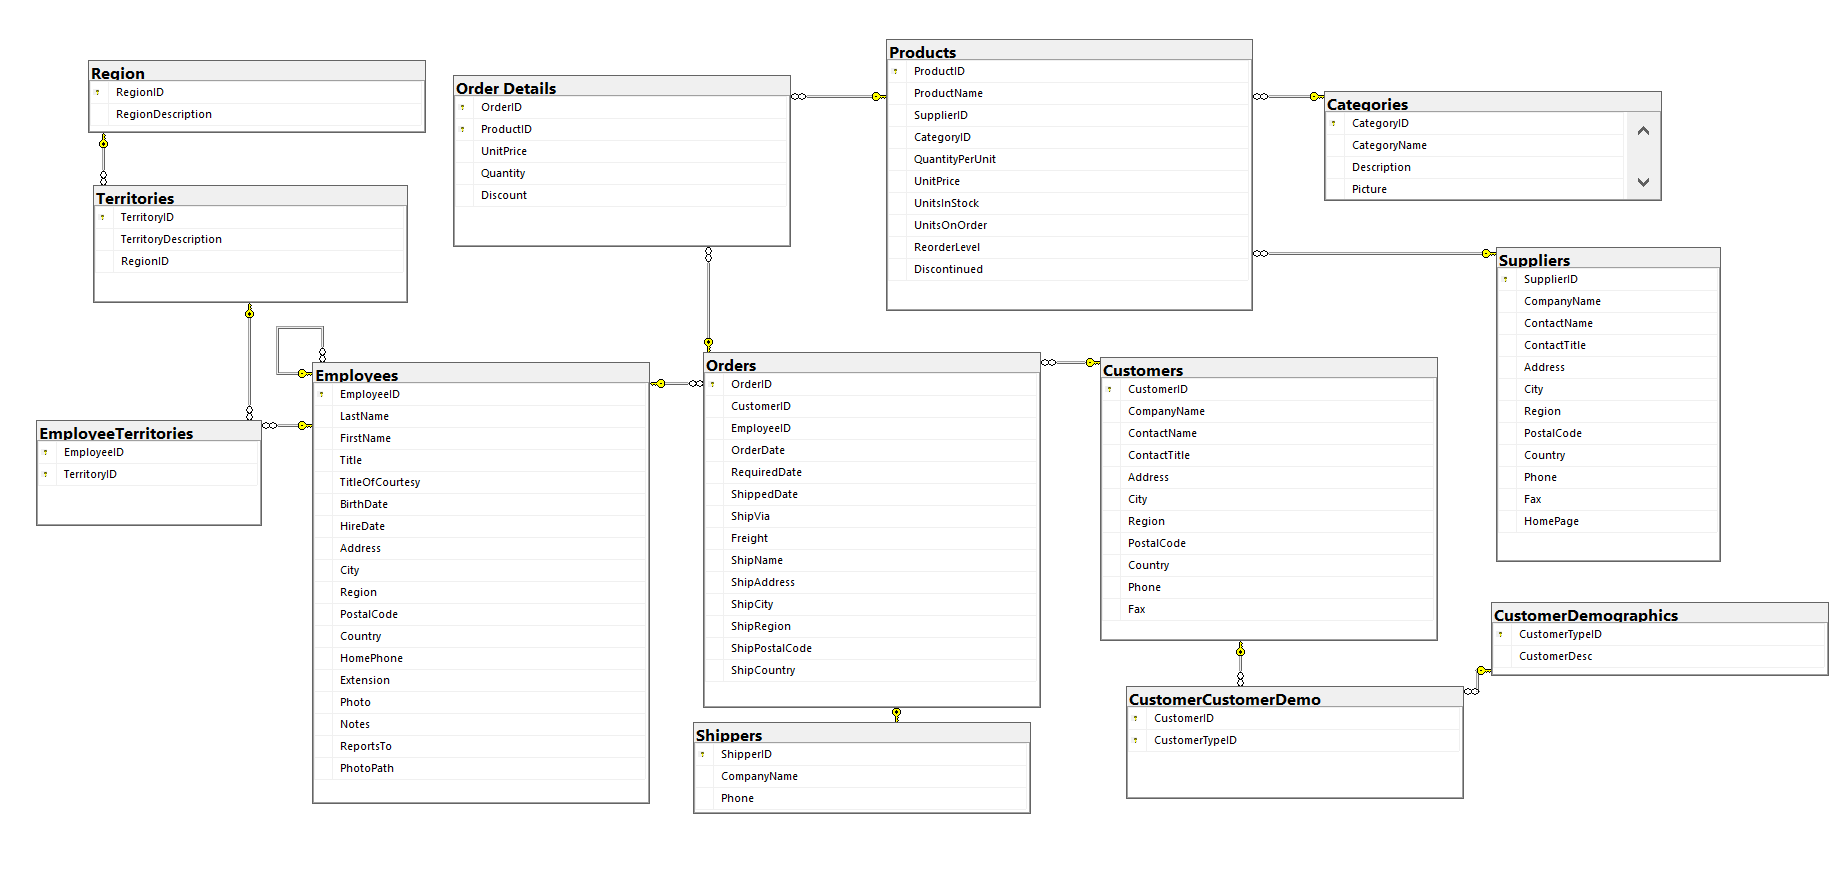 Region
RegionID
RegionDescription
Territories
TerritoryID
TerritoryDescription
RegionID
EmployeeTerritories
EmployeeID
TerritoryID
Employees
EmployeeID
LastName
FirstName
Title
TitleOfCourtesy
BirthDate
HireDate
Address
City
Region
PostalCode
Country
HomePhone
Extension
Photo
Notes
ReportsTo
PhotoPath
Order Details
OrderID
ProductID
UnitPrice
Quantity
Discount
Orders
OrderID
CustomerID
EmployeeID
OrderDate
RequiredDate
ShippedDate
ShipVia
Freight
ShipName
ShipAddress
ShipCity
ShipRegion
ShipPostalCode
ShipCountry
Shippers
ShipperID
CompanyName
Phone
Products
ProductID
ProductName
SupplierID
CategoryID
QuantityPerUnit
UnitPrice
UnitsInStock
UnitsOnOrder
ReorderLevel
Discontinued
Customers
CustomerID
CompanyName
ContactName
ContactTitle
Address
City
Region
PostalCode
Country
Phone
Fax
CustomerCustomerDemo
CustomerID
CustomerTypeID
Categories
CategoryID
CategoryName
Description
Picture
Suppliers
SupplierID
CompanyName
ContactName
ContactTitle
Address
City
Region
PostalCode
Country
Phone
Fax
HomePage
CustomerDemographics
CustomerTypeID
CustomerDesc